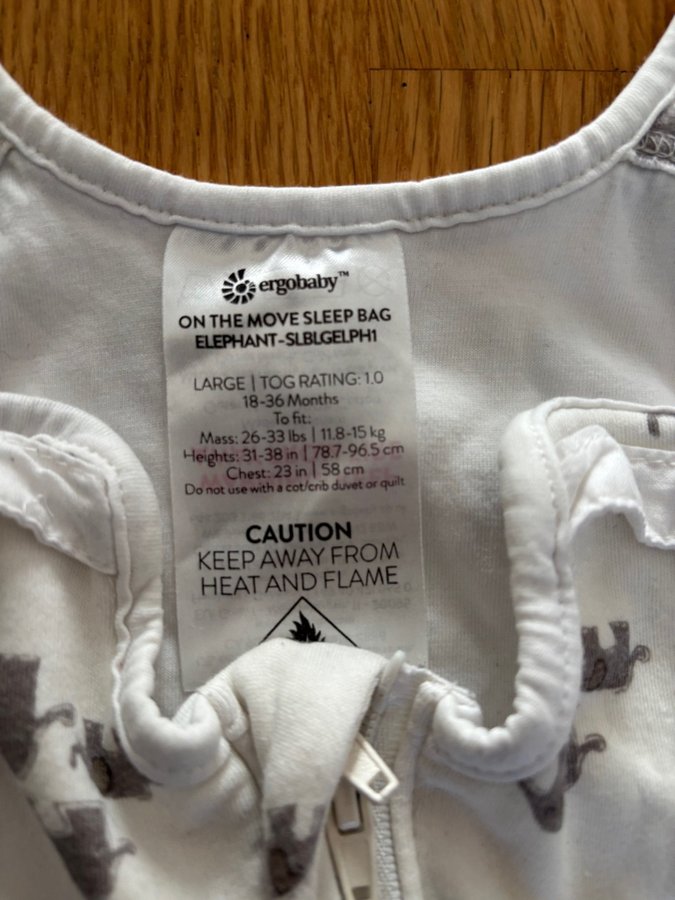 ergobaby™
ON THE MOVE SLEEP BAG
ELEPHANT-SLBLGELPH1
LARGE | TOG RATING: 1.0
18-36 Months
To fit:
Mass: 26-33 lbs | 11.8-15 kg
Heights: 31-38 in | 78.7-96.5 cm
Chest: 23 in | 58 cm
Do not use with a cot/crib duvet or quilt
CAUTION
KEEP AWAY FROM
HEAT AND FLAME